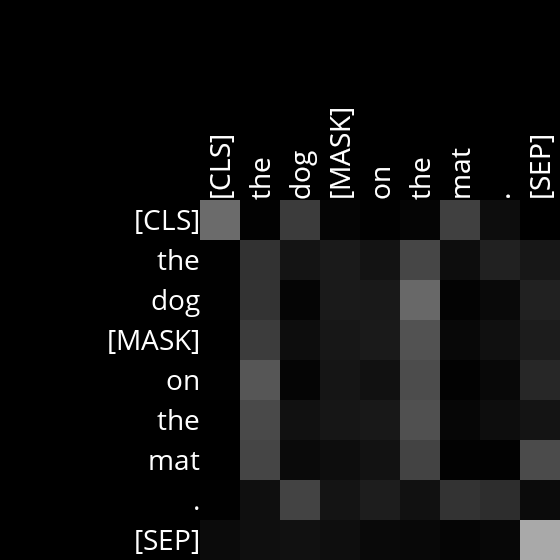 [CLS] the dog [MASK] on the mat . [SEP]
[CLS]
the
dog
[MASK]
on
the
mat
.
[SEP]